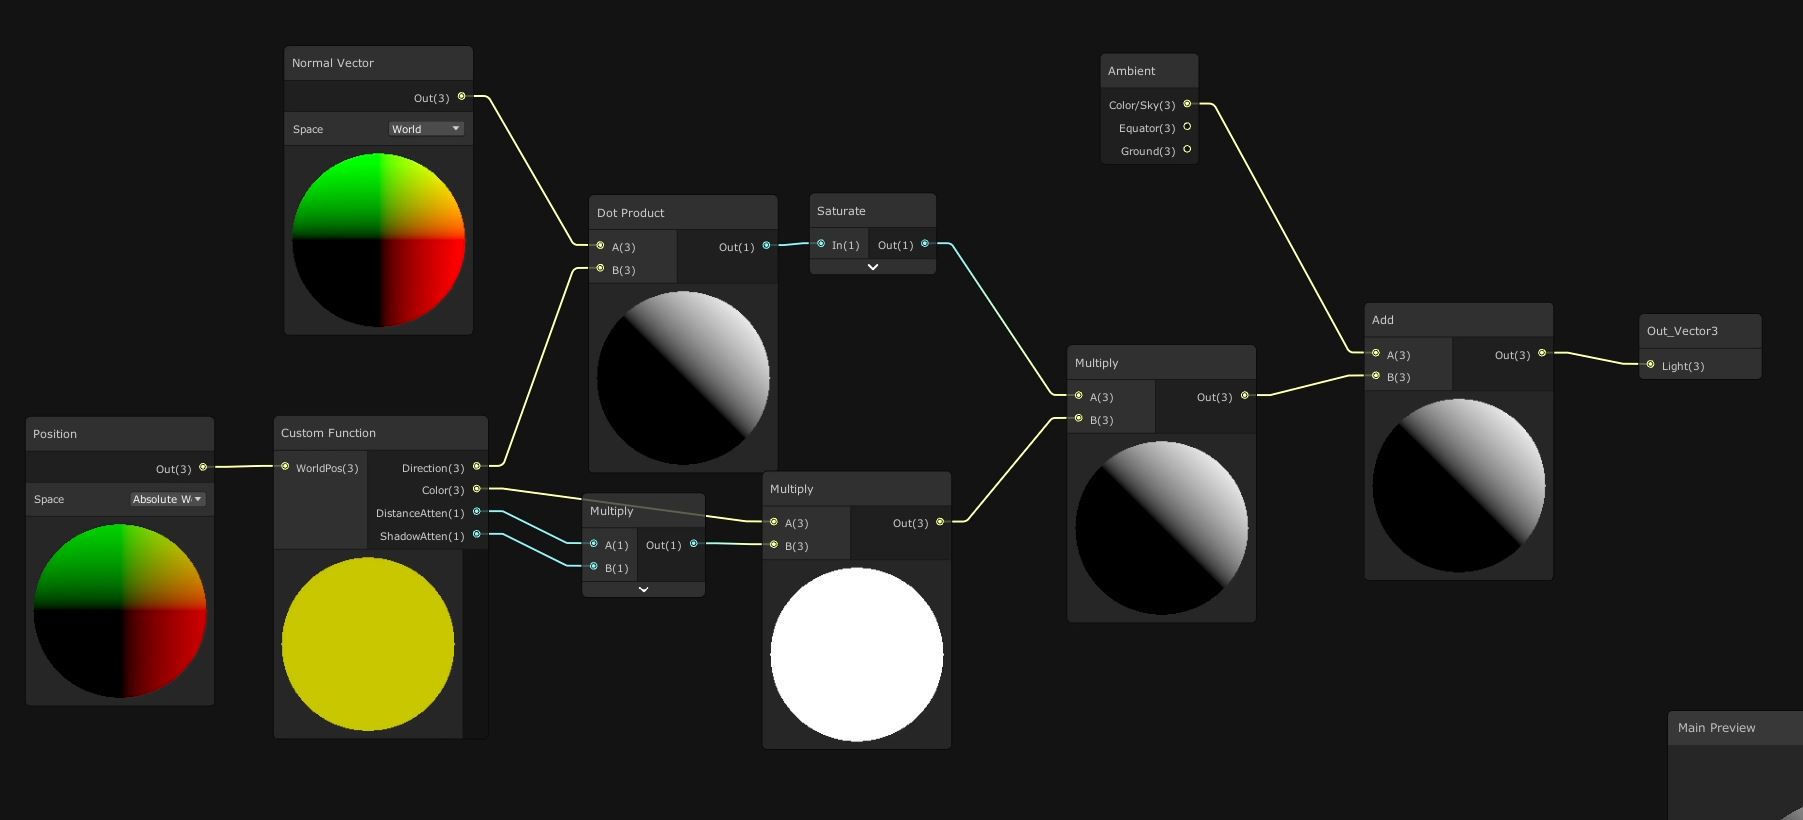 Normal Vector
Out(3)
Space
World
Position
Out(3)
Space
Absolute W
Custom Function
WorldPos(3)
Direction(3)
Color(3)
DistanceAtten(1)
ShadowAtten(1)
Dot Product
A(3)
Out(1)
B(3)
Saturate
In(1)
Out(1)
Multiply
A(1)
Out(1)
B(1)
Multiply
A(3)
Out(3)
B(3)
Ambient
Color/Sky(3)
Equator(3)
Ground(3)
Multiply
A(3)
Out(3)
B(3)
Add
A(3)
Out(3)
B(3)
Out_Vector3
Light(3)
Main Preview